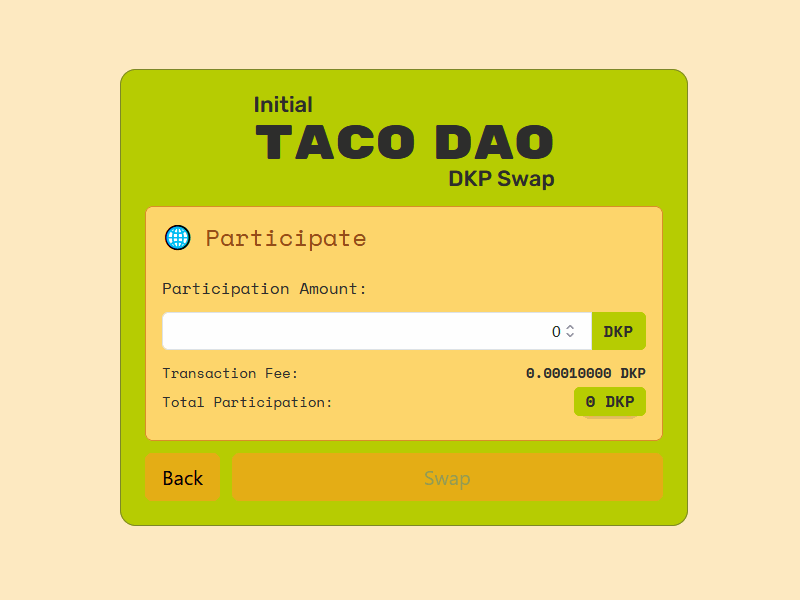 Initial
TACO DAO
DKP Swap
Participate
Participation Amount:
0 DKP
Transaction Fee: 0.00010000 DKP
Total Participation: 0 DKP
Back Swap